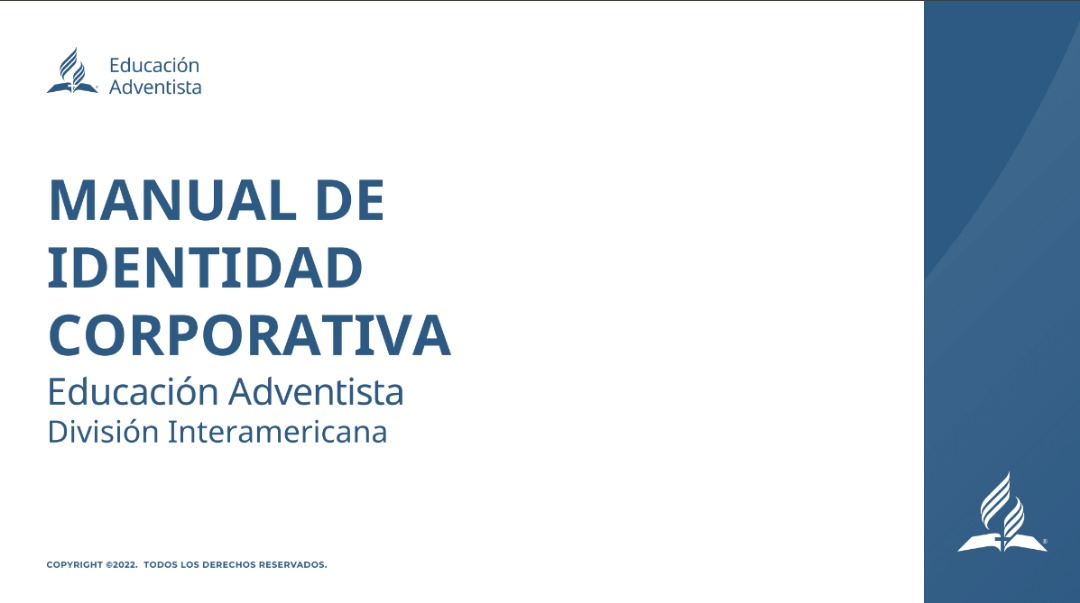 Educación
Adventista
MANUAL DE
IDENTIDAD
CORPORATIVA
Educación Adventista
División Interamericana
COPYRIGHT ©2022. TODOS LOS DERECHOS RESERVADOS.